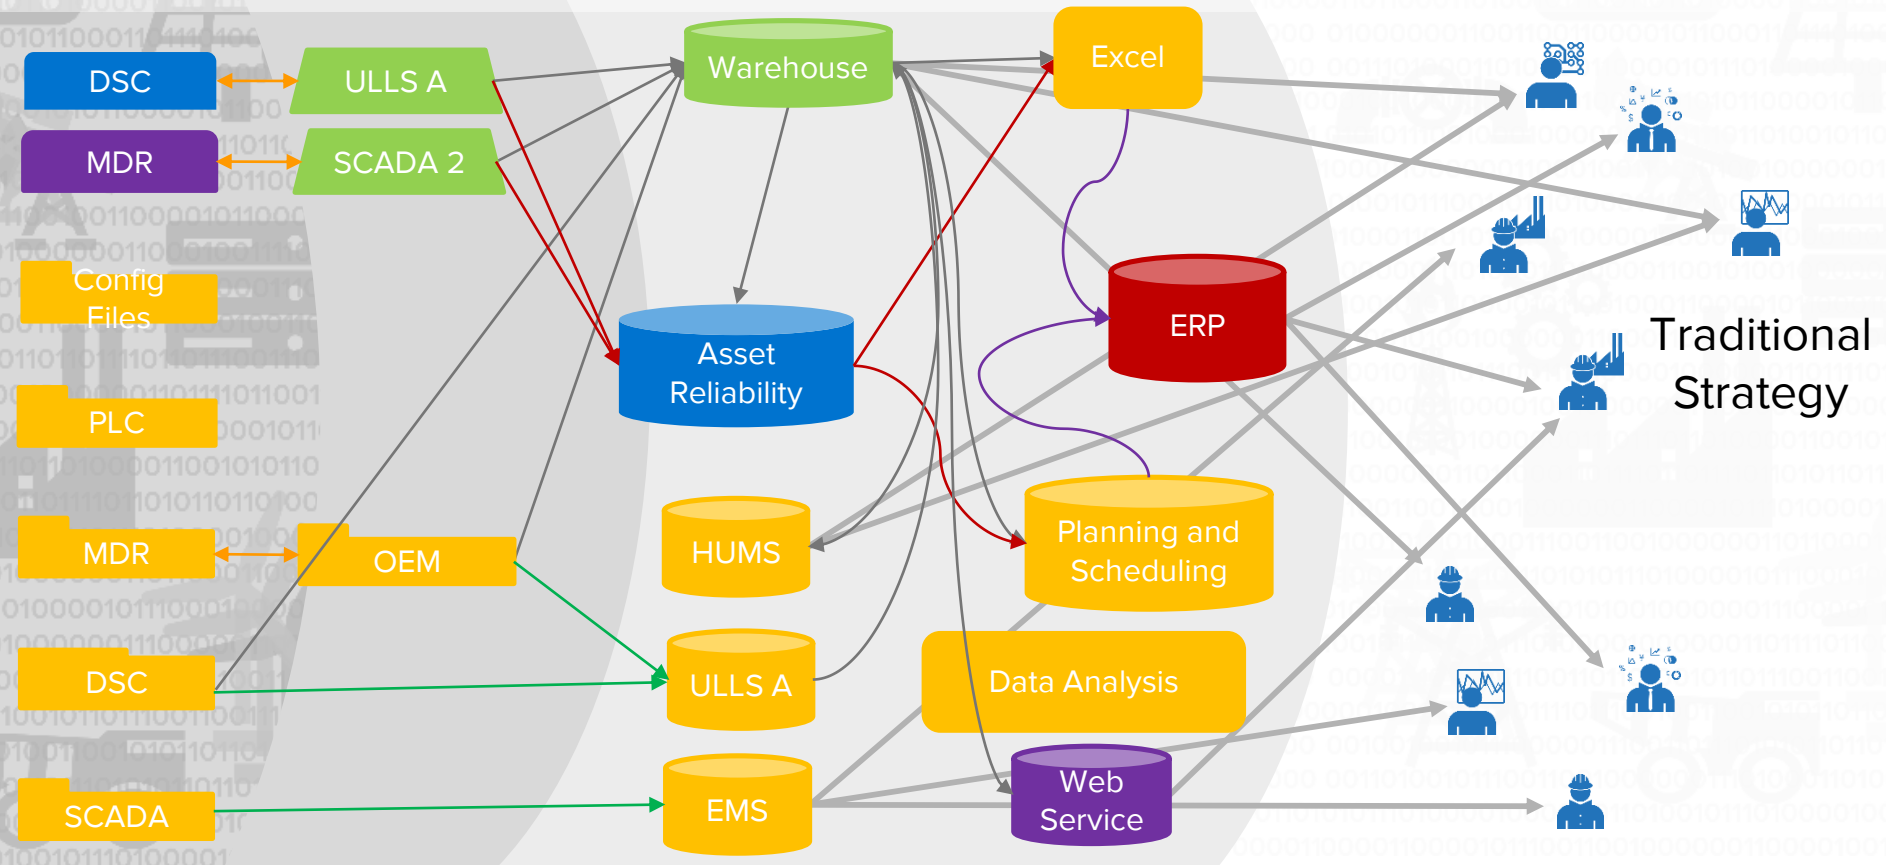 DSC
ULLS A
Warehouse
Excel
MDR
SCADA 2
Config
Files
Asset
Reliability
ERP
Traditional
Strategy
PLC
MDR
OEM
HUMS
Planning and
Scheduling
DSC
ULLS A
Data Analysis
SCADA
EMS
Web
Service